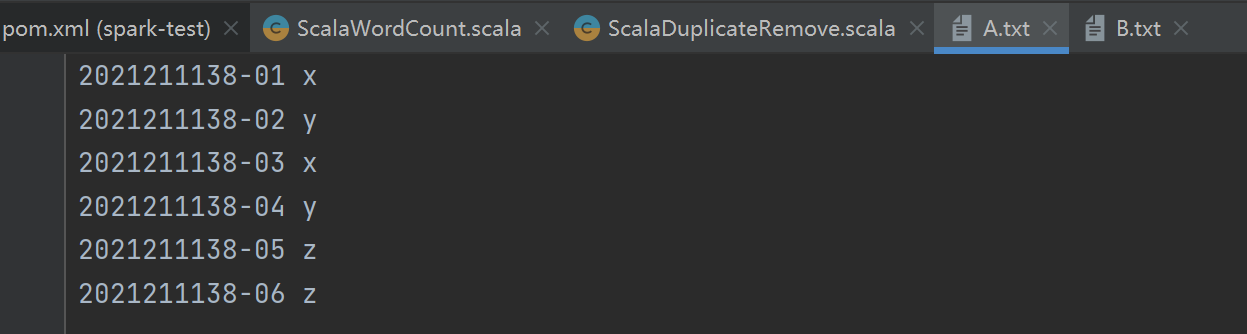 pom.xml (spark-test) ScalaWordCount.scala ScalaDuplicateRemove.scala A.txt B.txt
2021211138-01 x
2021211138-02 y
2021211138-03 x
2021211138-04 y
2021211138-05 z
2021211138-06 z